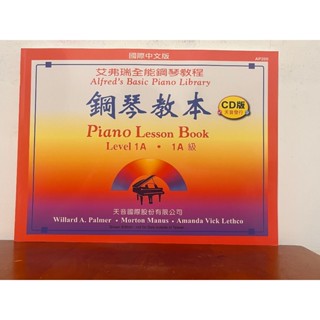 國際中文版
艾弗瑞全能鋼琴教程
Alfred's Basic Piano Library
鋼琴教本
CD版
Piano Lesson Book
Level 1A • 1A 級
天音國際股份有限公司
Willard A. Palmer • Morton Manus • Amanda Vick Lethco